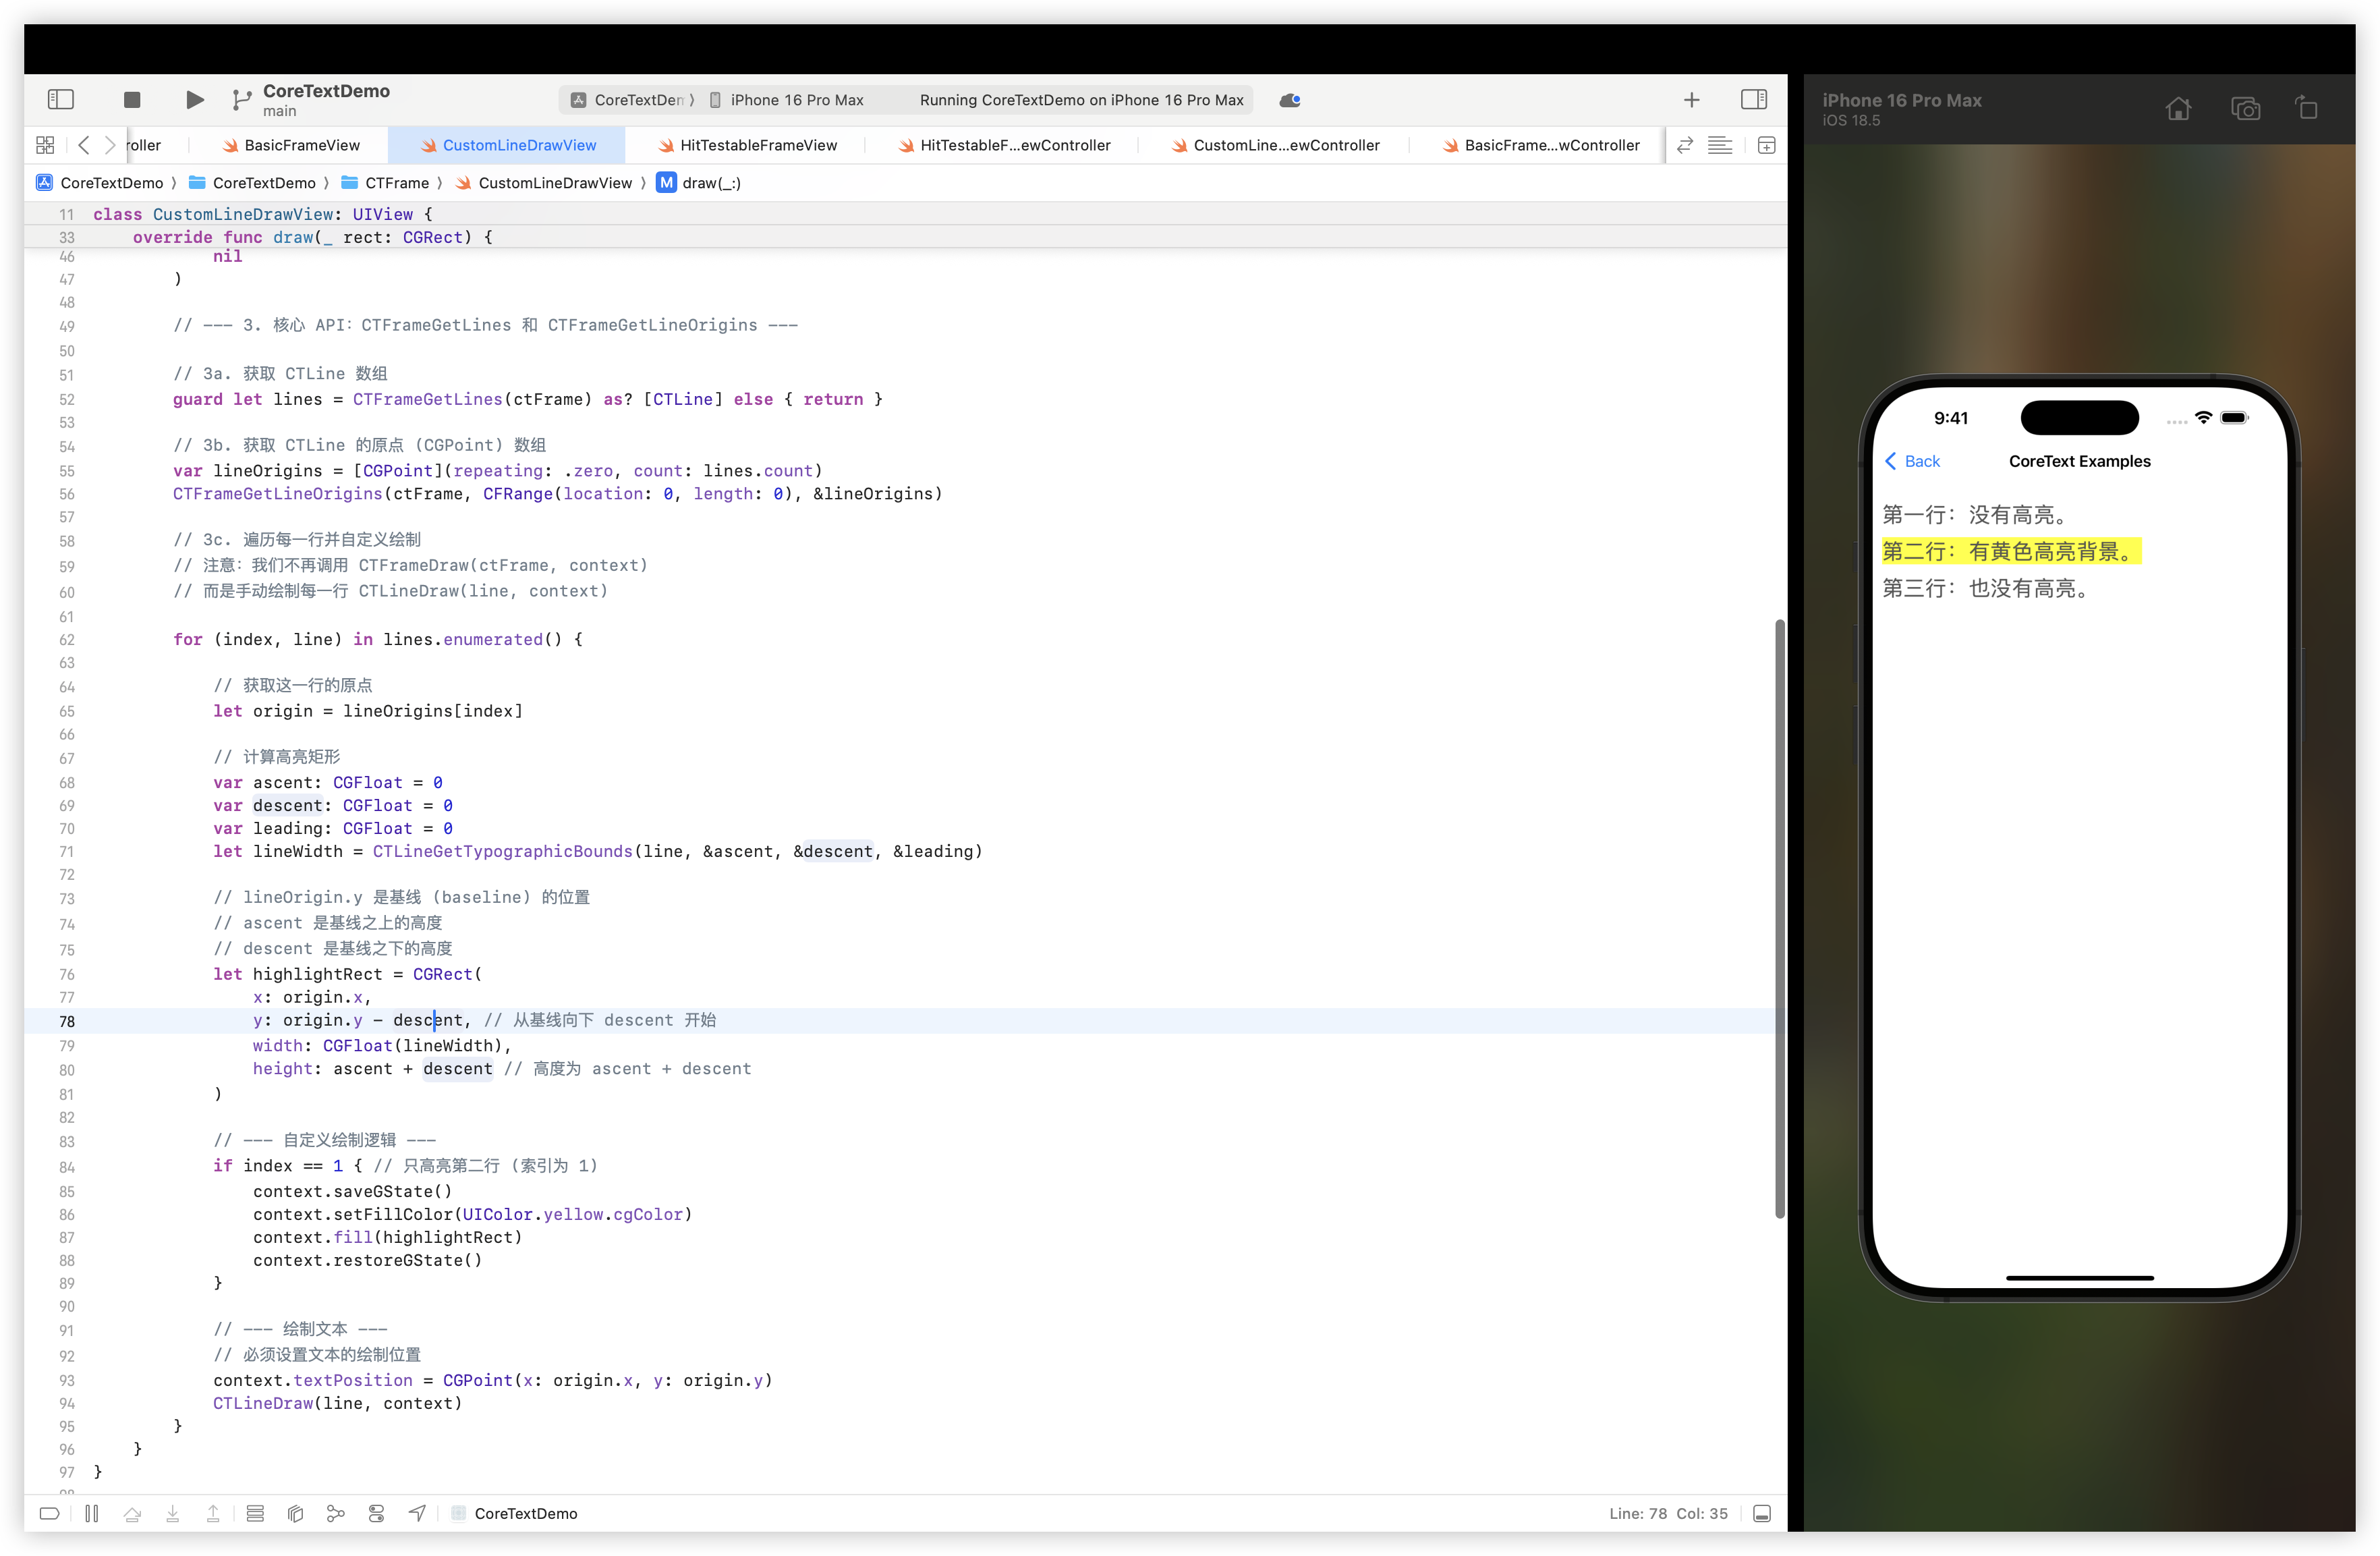 CoreTextDemo
main
CoreTextDem
iPhone 16 Pro Max
Running CoreTextDemo on iPhone 16 Pro Max
roller
BasicFrameView
CustomLineDrawView
HitTestableFrameView
HitTestableF...ewController
CustomLine...ewController
BasicFrame...wController
CoreTextDemo
CoreTextDemo
CTFrame
CustomLineDrawView
M draw(_:)
11 class CustomLineDrawView: UIView {
33 override func draw(_ rect: CGRect) {
46 nil
47 )
48
49 // --- 3. 核心 API：CTFrameGetLines 和 CTFrameGetLineOrigins ---
50
51 // 3a. 获取 CTLine 数组
52 guard let lines = CTFrameGetLines(ctFrame) as? [CTLine] else { return }
53
54 // 3b. 获取 CTLine 的原点 (CGPoint) 数组
55 var lineOrigins = [CGPoint](repeating: .zero, count: lines.count)
56 CTFrameGetLineOrigins(ctFrame, CFRange(location: 0, length: 0), &lineOrigins)
57
58 // 3c. 遍历每一行并自定义绘制
59 // 注意：我们不再调用 CTFrameDraw(ctFrame, context)
60 // 而是手动绘制每一行 CTLineDraw(line, context)
61
62 for (index, line) in lines.enumerated() {
63
64 // 获取这一行的原点
65 let origin = lineOrigins[index]
66
67 // 计算高亮矩形
68 var ascent: CGFloat = 0
69 var descent: CGFloat = 0
70 var leading: CGFloat = 0
71 let lineWidth = CTLineGetTypographicBounds(line, &ascent, &descent, &leading)
72
73 // lineOrigin.y 是基线 (baseline) 的位置
74 // ascent 是基线之上的高度
75 // descent 是基线之下的高度
76 let highlightRect = CGRect(
77 x: origin.x,
78 y: origin.y - descent, // 从基线向下 descent 开始
79 width: CGFloat(lineWidth),
80 height: ascent + descent // 高度为 ascent + descent
81 )
82
83 // --- 自定义绘制逻辑 ---
84 if index == 1 { // 只高亮第二行 (索引为 1)
85 context.saveGState()
86 context.setFillColor(UIColor.yellow.cgColor)
87 context.fill(highlightRect)
88 context.restoreGState()
89 }
90
91 // --- 绘制文本 ---
92 // 必须设置文本的绘制位置
93 context.textPosition = CGPoint(x: origin.x, y: origin.y)
94 CTLineDraw(line, context)
95 }
96 }
97 }
CoreTextDemo
Line: 78 Col: 35
iPhone 16 Pro Max
iOS 18.5
9:41
Back
CoreText Examples
第一行：没有高亮。
第二行：有黄色高亮背景。
第三行：也没有高亮。